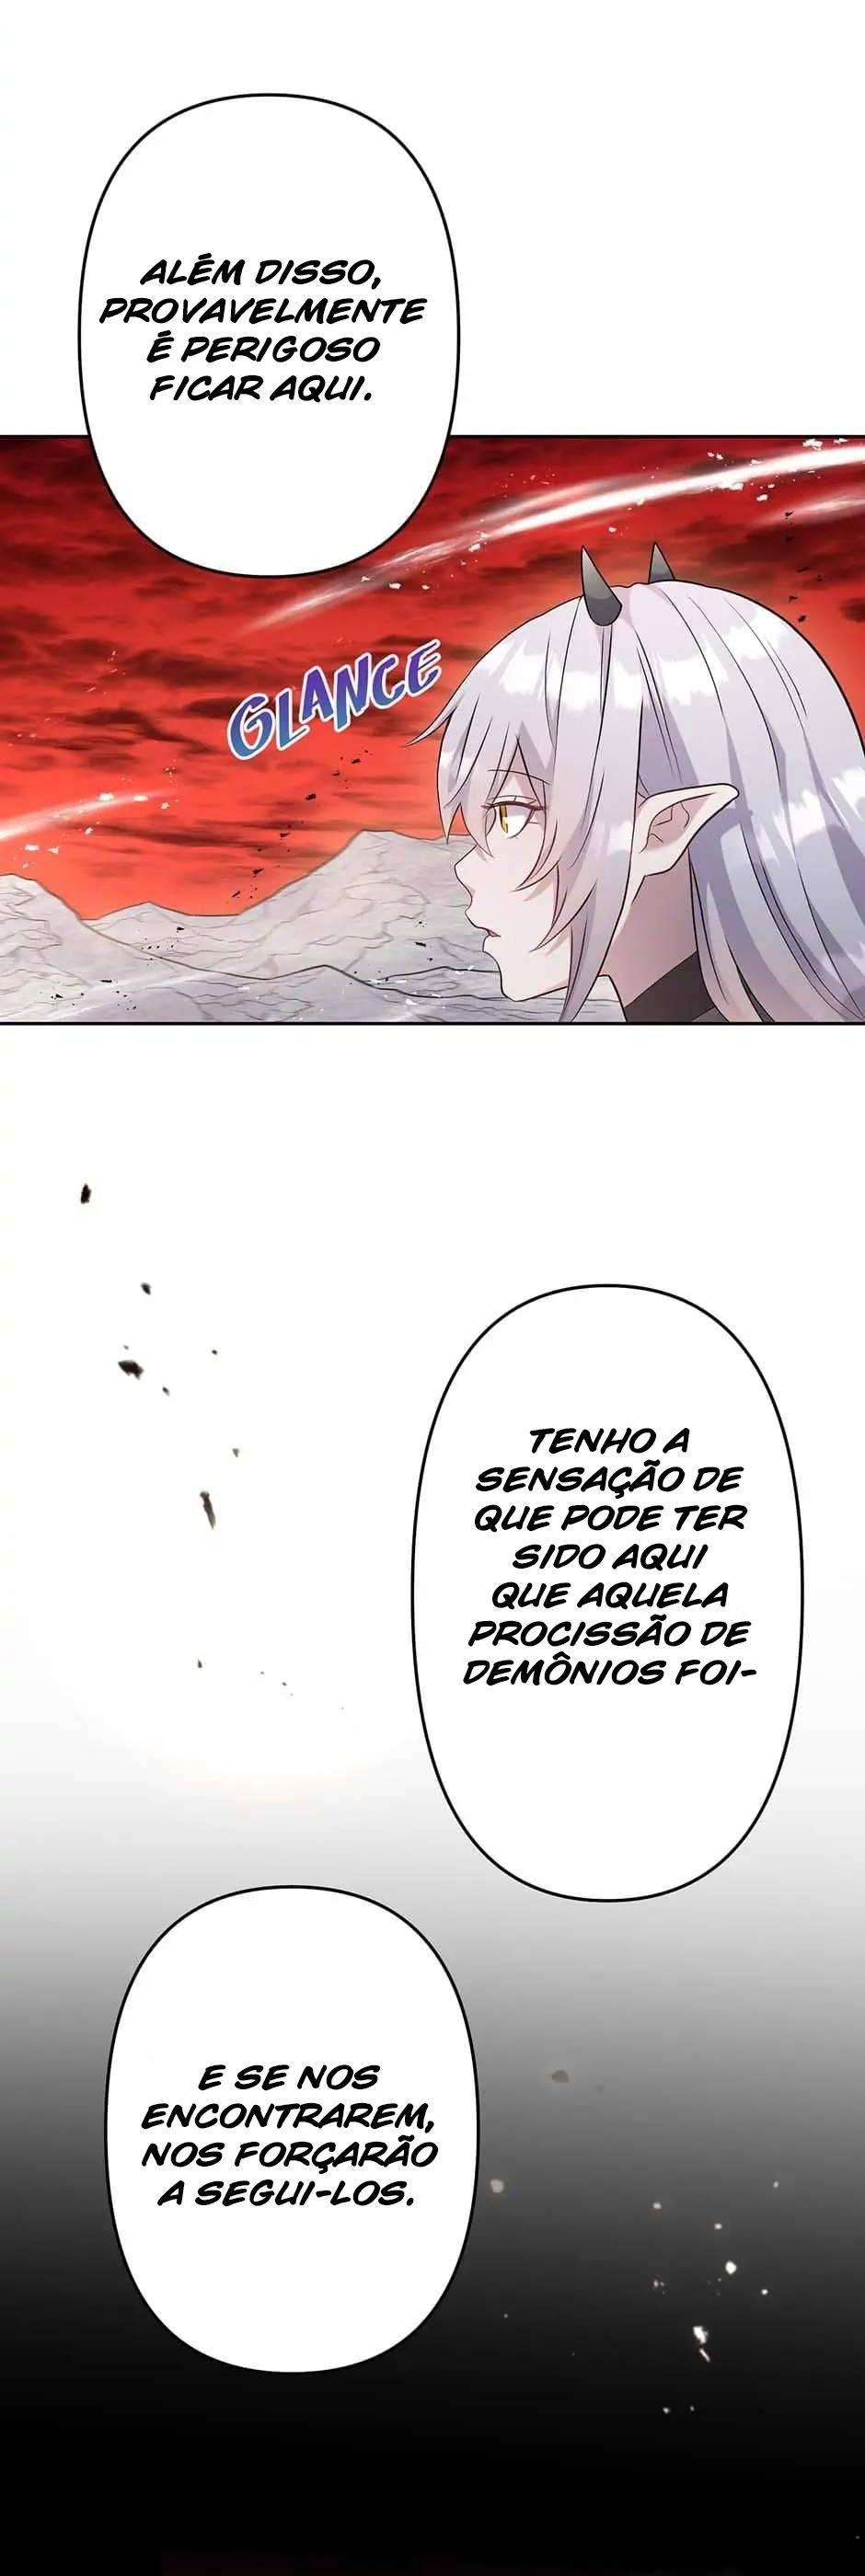 ALÉM DISSO,
PROVAVELMENTE
É PERIGOSO
FICAR AQUI.
GLANCE
TENHO A
SENSAÇÃO DE
QUE PODE TER
SIDO AQUI
QUE AQUELA
PROCISSÃO DE
DEMÔNIOS FOI-
E SE NOS
ENCONTRAREM,
NOS FORÇARÃO
A SEGUI-LOS.